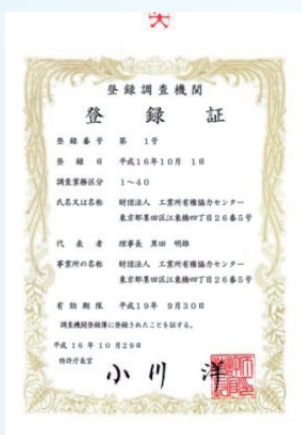 登録調査機関
登録証
登録番号 第 1号
登録日 平成16年10月 1日
調査業務区分 1~40
氏名又は名称 財団法人 工業所有権協力センター
東京都墨田区江東橋四丁目26番5号
代表者 理事長 黒田 明雄
事業所の名称 財団法人 工業所有権協力センター
東京都墨田区江東橋四丁目26番5号
有効期限 平成19年 9月30日
調査機関登録簿に登録されたことを証する。
平成 16 年 10 月 29 日
特許庁長官
小川 洋